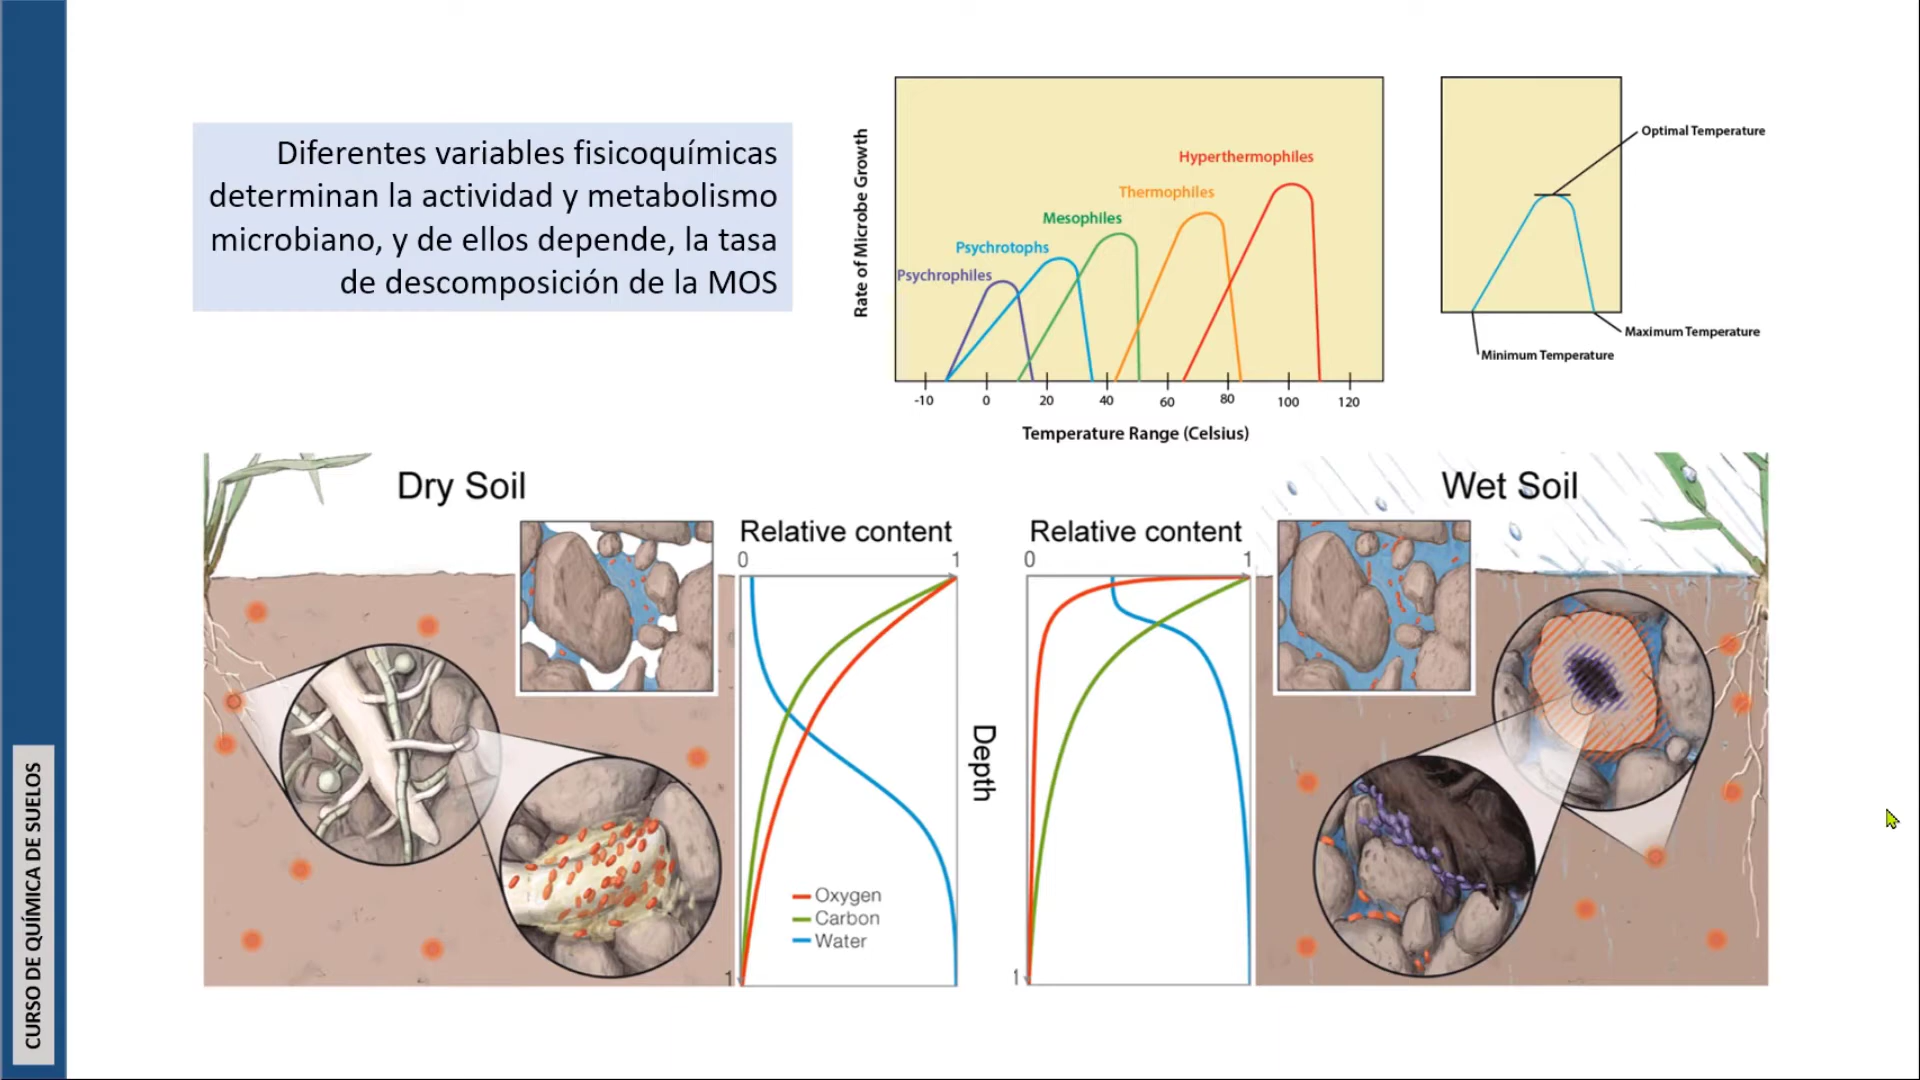 Diferentes variables fisicoquímicas
determinan la actividad y metabolismo
microbiano, y de ellos depende, la tasa
de descomposición de la MOS
Rate of Microbe Growth
Psychrophiles
Psychrotophs
Mesophiles
Thermophiles
Hyperthermophiles
-10 0 20 40 60 80 100 120
Temperature Range (Celsius)
Optimal Temperature
Maximum Temperature
Minimum Temperature
Dry Soil
Relative content
0 1
Oxygen
Carbon
Water
1
Depth
Relative content
0 1
1
Wet Soil
CURSO DE QUÍMICA DE SUELOS